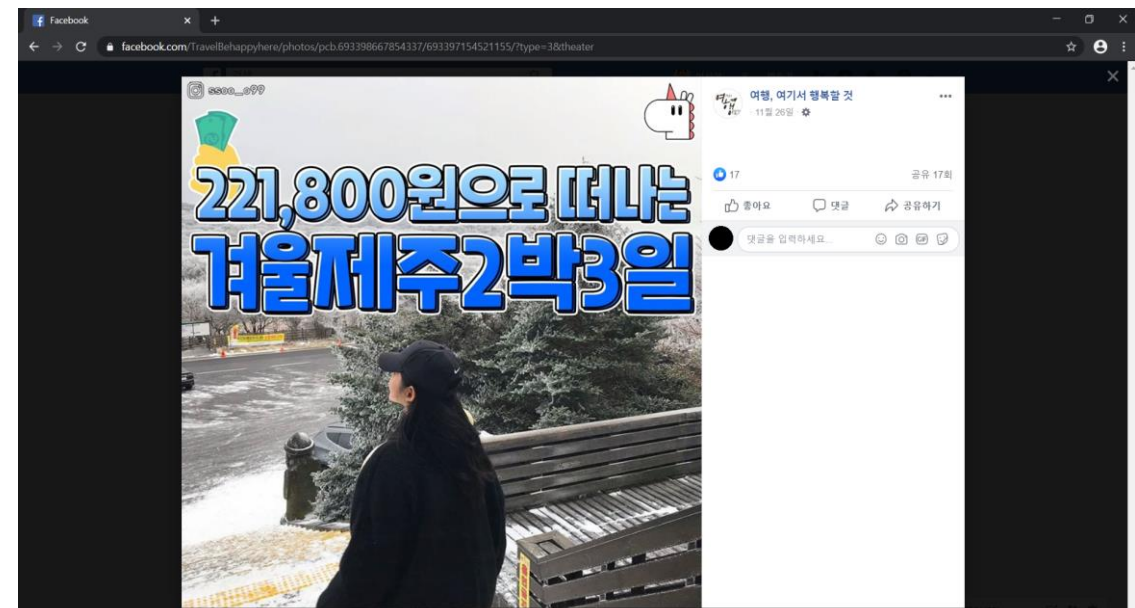 Facebook
facebook.com/TravelBehappyhere/photos/pcb.693398667854337/693397154521155/?type=3&theater
ssoo_o99
221,800원으로 떠나는
겨울제주2박3일
여행, 여기서 행복할 것
11월 26일
17
공유 17회
좋아요
댓글
공유하기
댓글을 입력하세요...
GIF